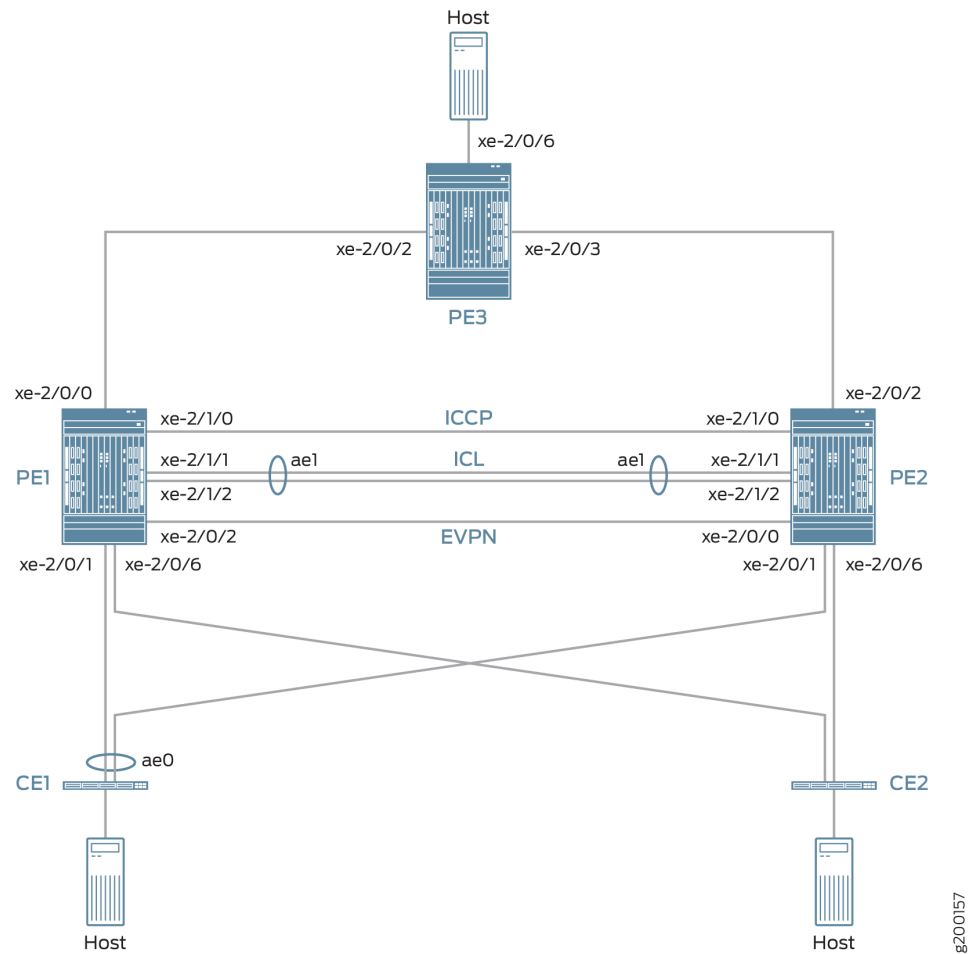 Host
xe-2/0/6
xe-2/0/2
xe-2/0/3
PE3
xe-2/0/0
xe-2/0/2
xe-2/1/0
ICCP
xe-2/1/0
xe-2/1/1
ae1
ICL
ae1
xe-2/1/1
PE1
PE2
xe-2/1/2
xe-2/1/2
xe-2/0/2
EVPN
xe-2/0/0
xe-2/0/1
xe-2/0/6
xe-2/0/1
xe-2/0/6
ae0
CE1
CE2
Host
Host
g200157